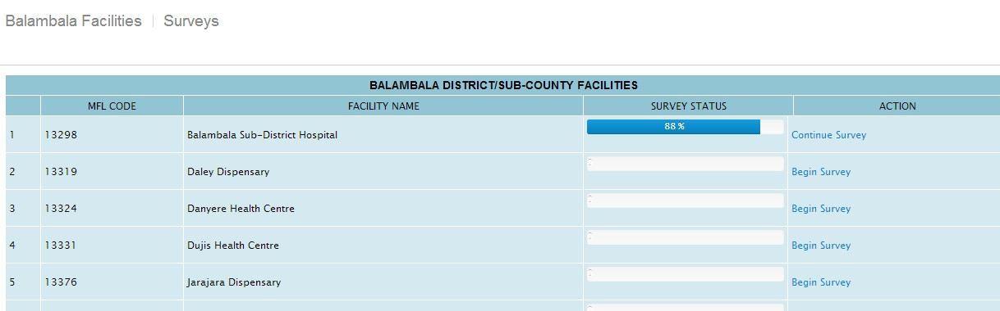 Balambala Facilities | Surveys
BALAMBALA DISTRICT/SUB-COUNTY FACILITIES
MFL CODE FACILITY NAME SURVEY STATUS ACTION
1 13298 Balambala Sub-District Hospital 88 % Continue Survey
2 13319 Daley Dispensary Begin Survey
3 13324 Danyere Health Centre Begin Survey
4 13331 Dujis Health Centre Begin Survey
5 13376 Jarajara Dispensary Begin Survey